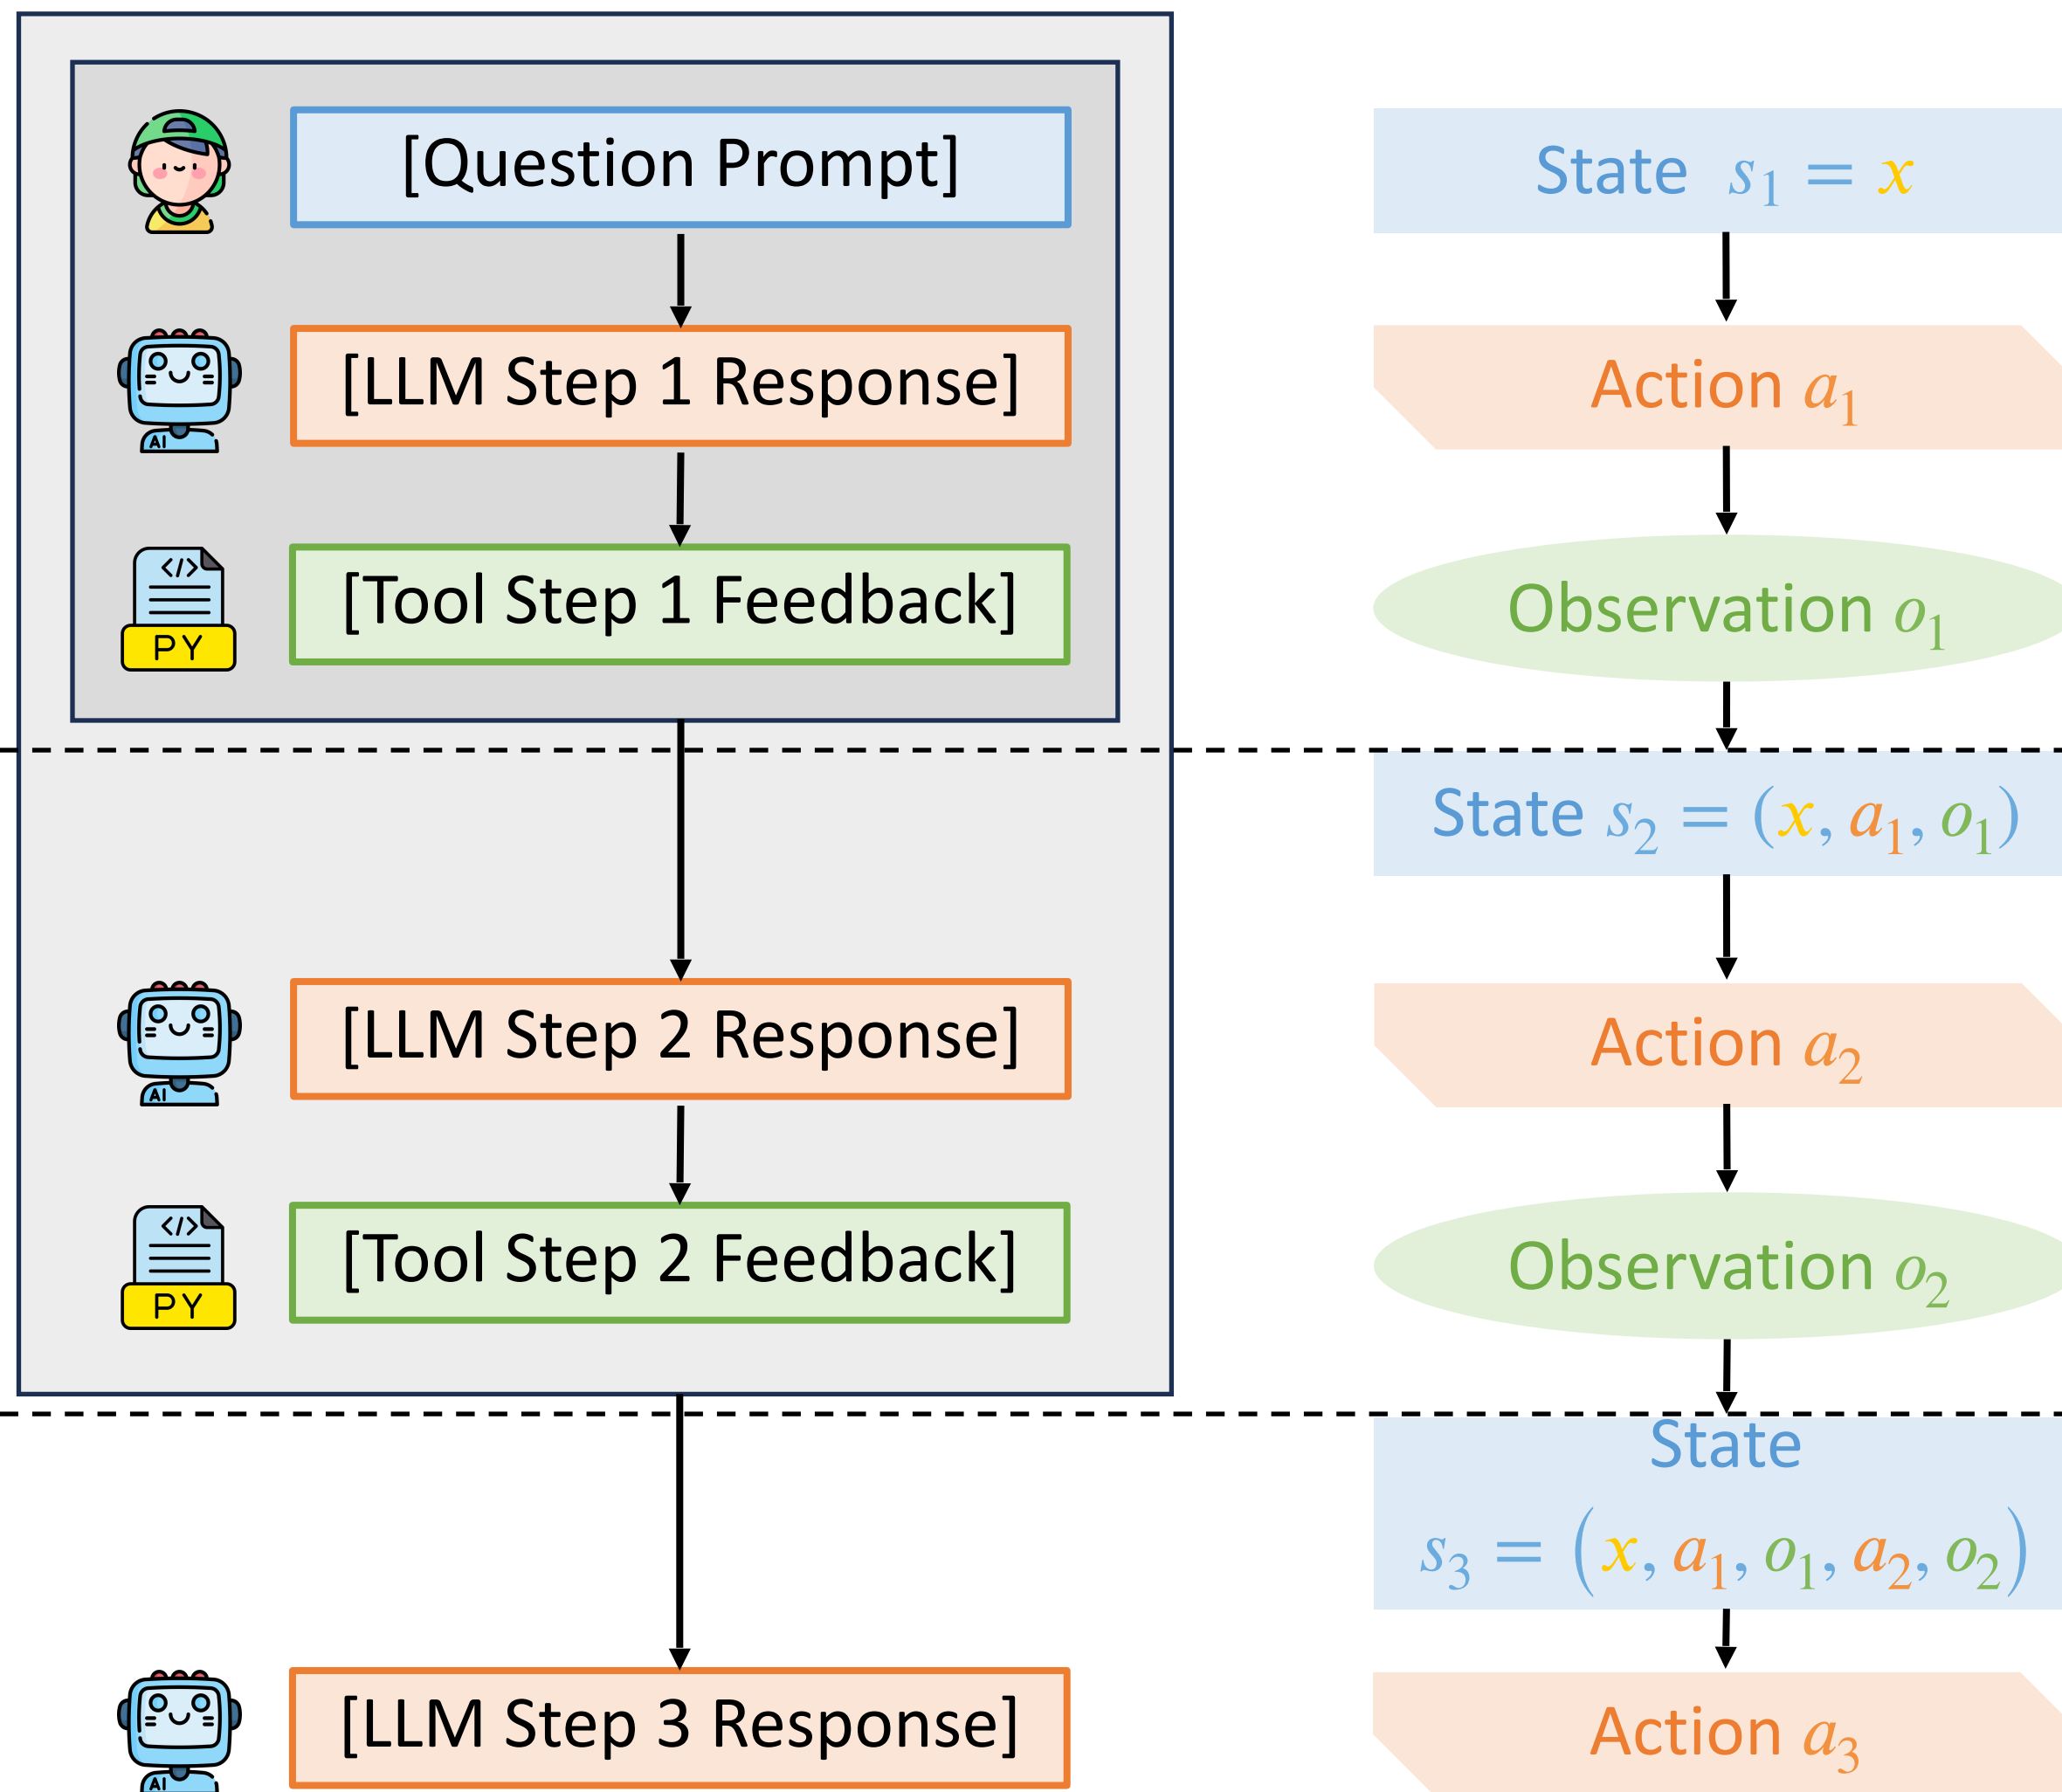 [Question Prompt]
State s₁ = x
AI
[LLM Step 1 Response]
Action a₁
</>
PY
[Tool Step 1 Feedback]
Observation o₁
State s₂ = (x, a₁, o₁)
AI
[LLM Step 2 Response]
Action a₂
</>
PY
[Tool Step 2 Feedback]
Observation o₂
State
s₃ = (x, a₁, o₁, a₂, o₂)
AI
[LLM Step 3 Response]
Action a₃